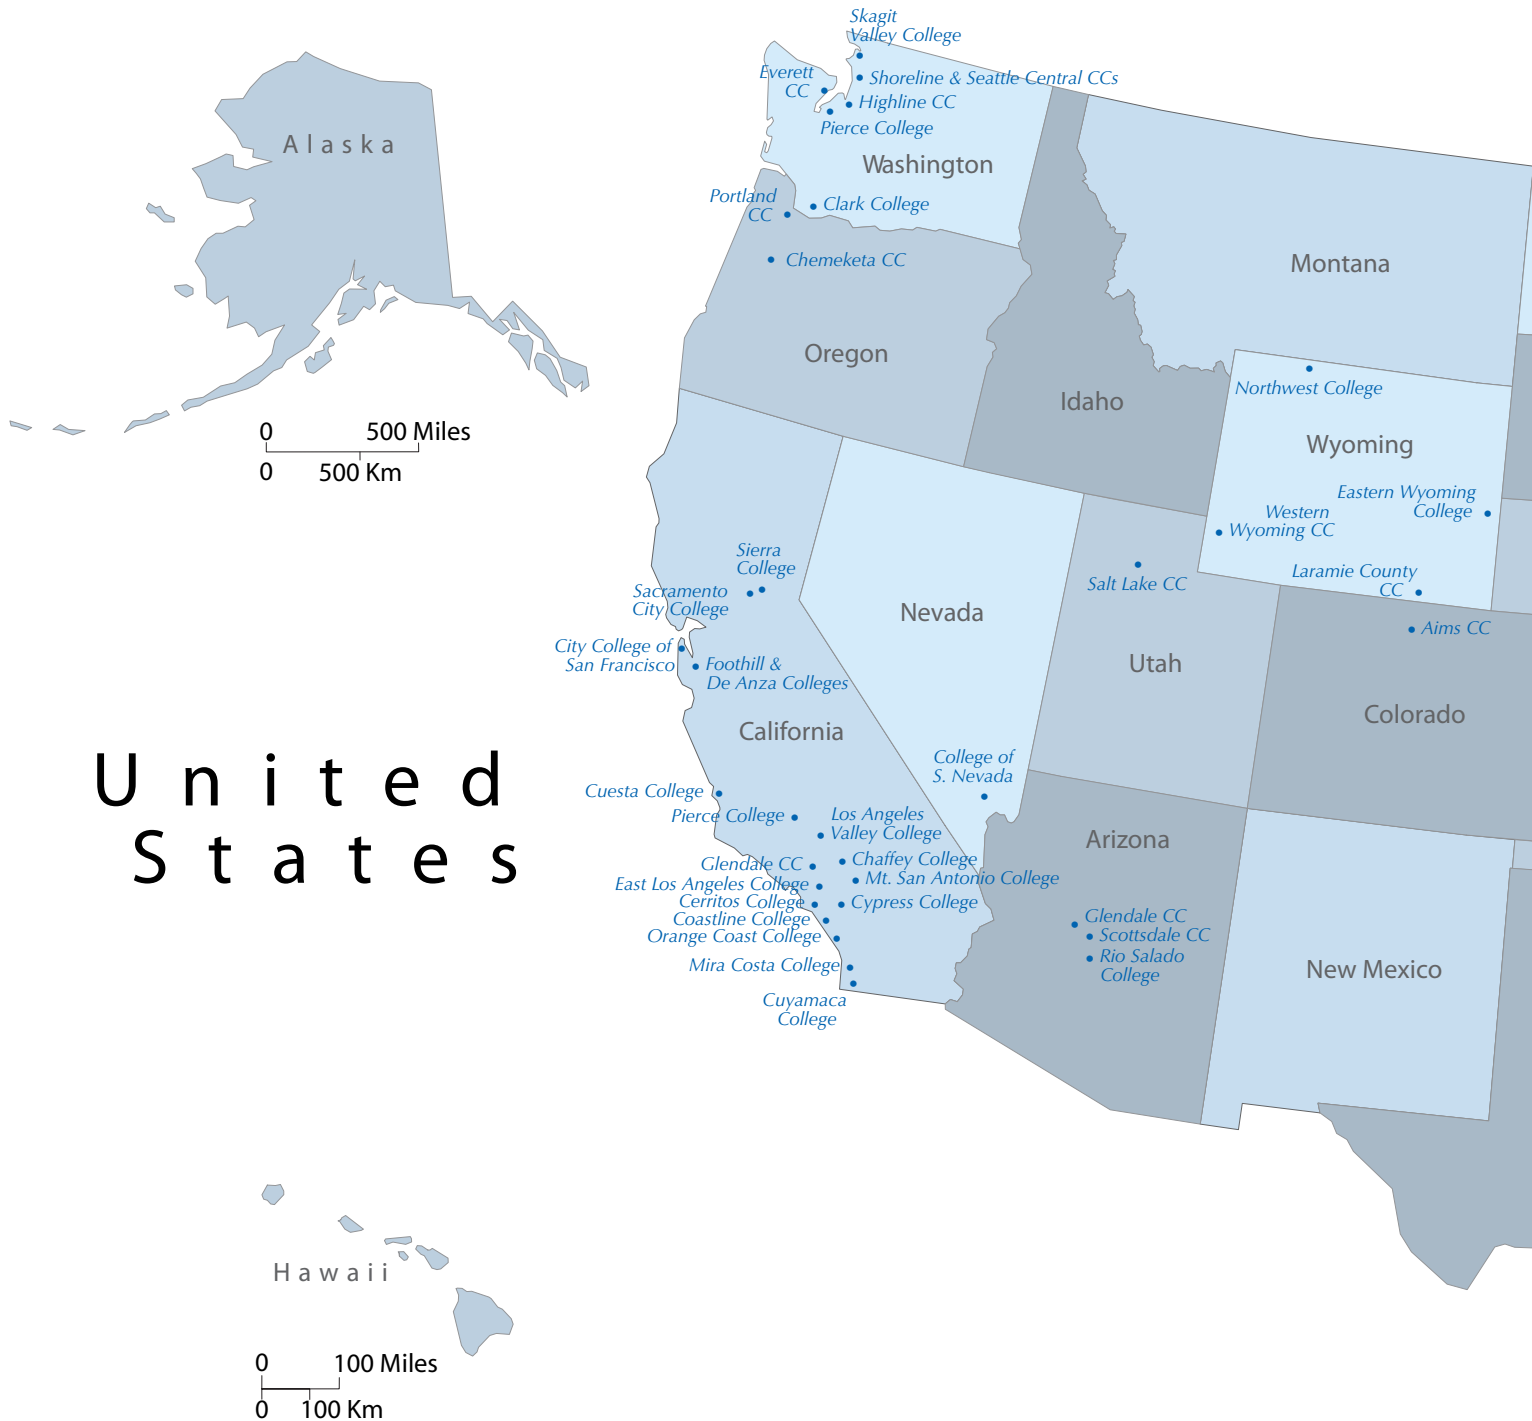 Skagit
Valley College
Everett
CC
Shoreline & Seattle Central CCs
Highline CC
Pierce College
Washington
Alaska
Portland
CC
Clark College
Chemeketa CC
Montana
Oregon
Idaho
Northwest College
Wyoming
0 500 Miles
0 500 Km
Eastern Wyoming
College
Western
Wyoming CC
Sierra
College
Sacramento
City College
Salt Lake CC
Laramie County
CC
Aims CC
Nevada
City College of
San Francisco
Foothill &
De Anza Colleges
Utah
Colorado
California
United
States
College of
S. Nevada
Cuesta College
Pierce College
Los Angeles
Valley College
Arizona
Glendale CC
Chaffey College
East Los Angeles College
Mt. San Antonio College
Cerritos College
Cypress College
Coastline College
Orange Coast College
Glendale CC
Scottsdale CC
Rio Salado
College
Mira Costa College
New Mexico
Cuyamaca
College
Hawaii
0 100 Miles
0 100 Km